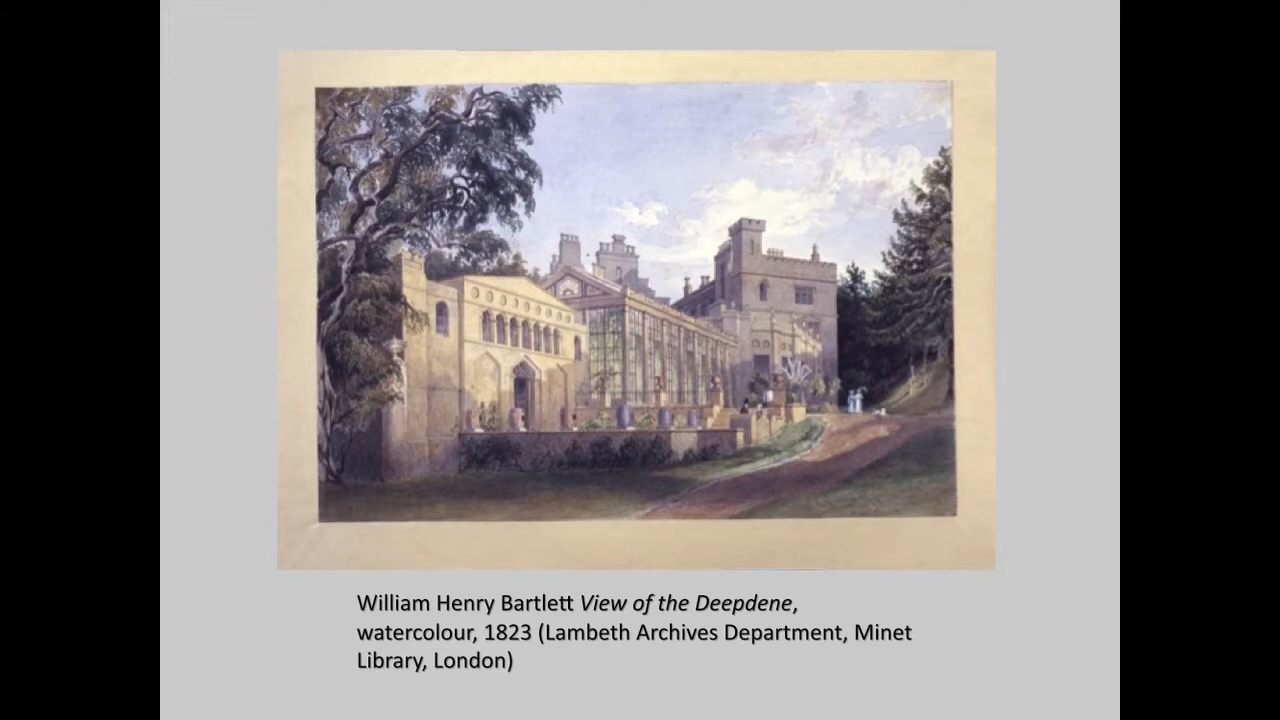 William Henry Bartlett View of the Deepdene,
watercolour, 1823 (Lambeth Archives Department, Minet
Library, London)